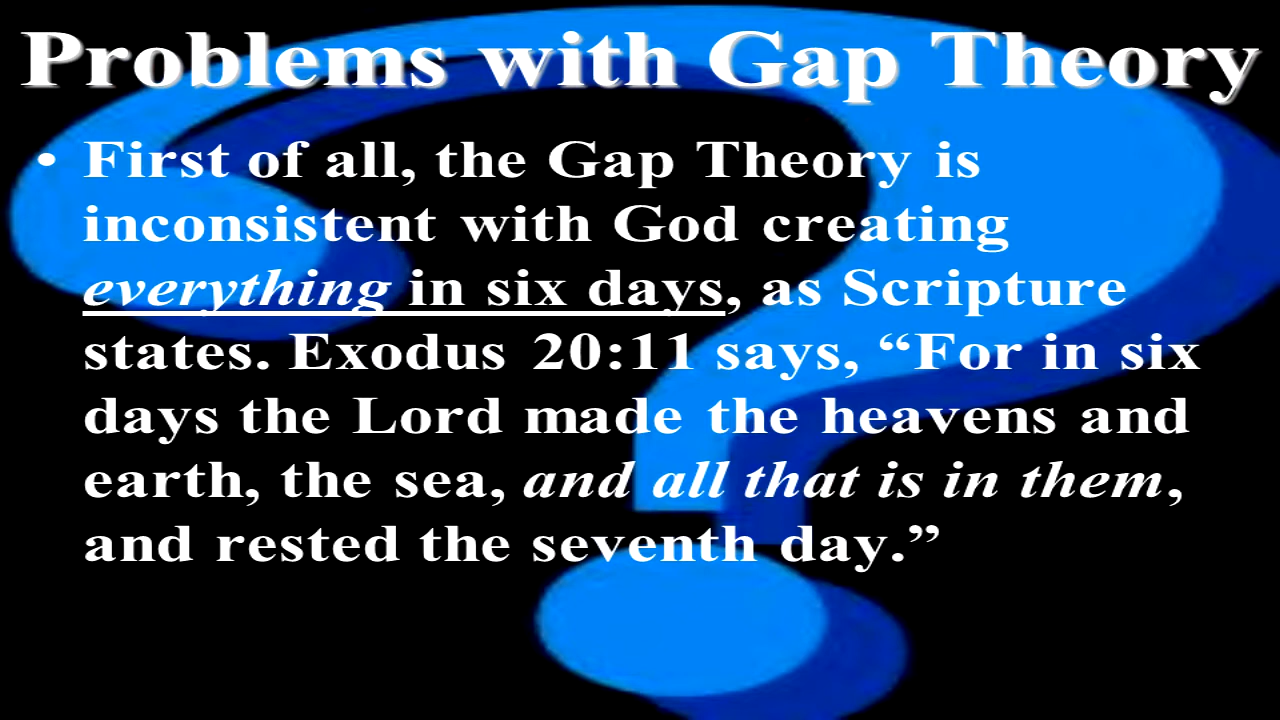 Problems with Gap Theory
• First of all, the Gap Theory is
inconsistent with God creating
everything in six days, as Scripture
states. Exodus 20:11 says, “For in six
days the Lord made the heavens and
earth, the sea, and all that is in them,
and rested the seventh day.”